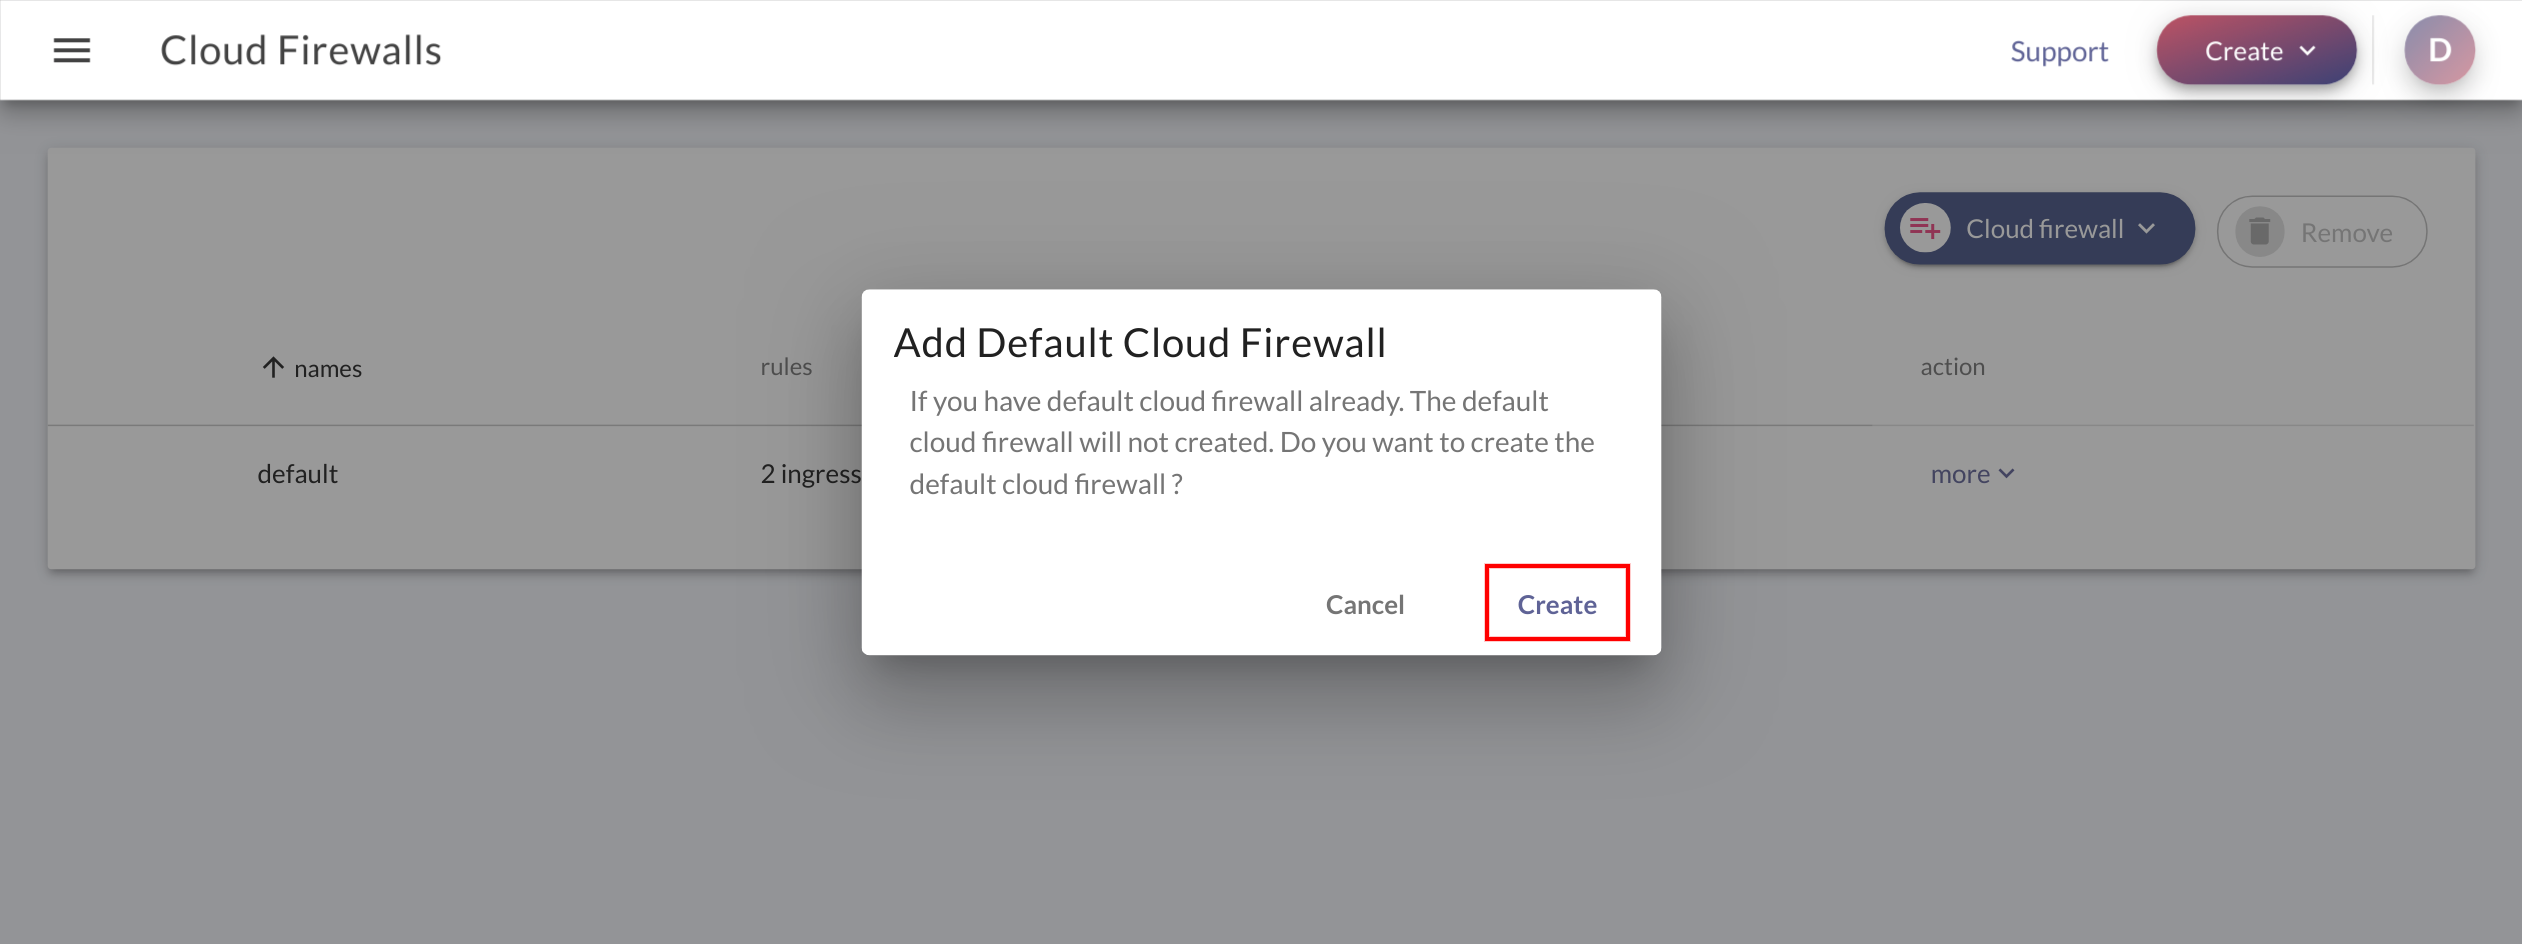 Cloud Firewalls
Support
Create
D
Cloud firewall
Remove
names
rules
action
default
2 ingress
more
Add Default Cloud Firewall
If you have default cloud firewall already. The default
cloud firewall will not created. Do you want to create the
default cloud firewall ?
Cancel
Create